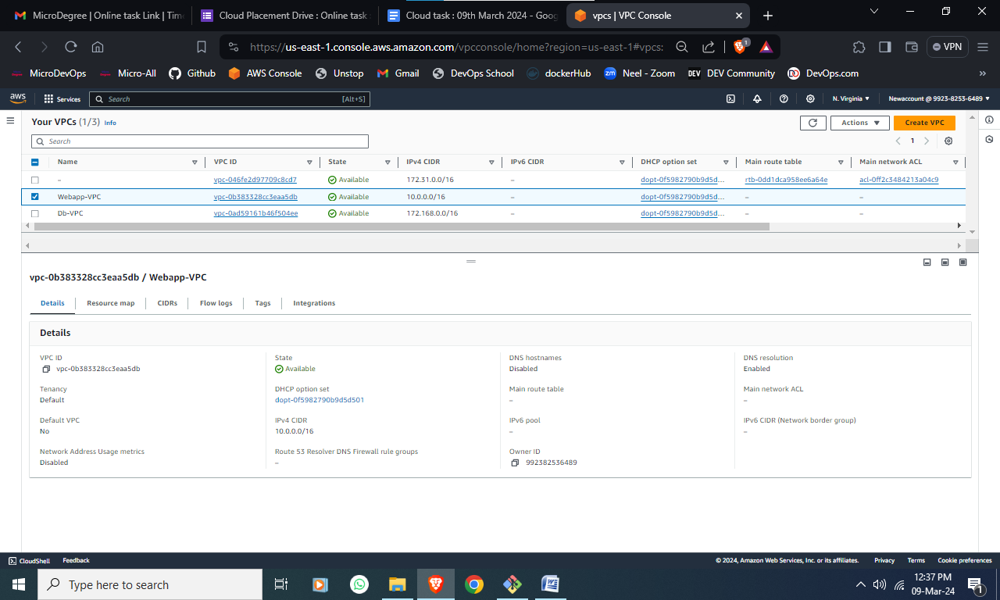 MicroDegree | Online task Link | Time
Cloud Placement Drive : Online task
Cloud task : 09th March 2024 - Goog
vpcs | VPC Console
https://us-east-1.console.aws.amazon.com/vpcconsole/home?region=us-east-1#vpcs:
1
VPN
MicroDevOps
Micro-All
Github
AWS Console
Unstop
Gmail
DevOps School
dockerHub
zm
Neel - Zoom
DEV
DEV Community
DevOps.com
»
aws
Services
Search
[Alt+S]
N. Virginia
Newaccount @ 9923-8253-6489
Your VPCs (1/3) Info
Actions
Create VPC
Search
1
Name VPC ID State IPv4 CIDR IPv6 CIDR DHCP option set Main route table Main network ACL
– vpc-046fe2d97709c8cd7 Available 172.31.0.0/16 – dopt-0f5982790b9d5d... rtb-0dd1dca958ee6a64e acl-0ff2c3484213a04c9
Webapp-VPC vpc-0b383328cc3eaa5db Available 10.0.0.0/16 – dopt-0f5982790b9d5d... – –
Db-VPC vpc-0ad59161b46f504ee Available 172.168.0.0/16 – dopt-0f5982790b9d5d... – –
vpc-0b383328cc3eaa5db / Webapp-VPC
Details Resource map CIDRs Flow logs Tags Integrations
Details
VPC ID
vpc-0b383328cc3eaa5db
State
Available
DNS hostnames
Disabled
DNS resolution
Enabled
Tenancy
Default
DHCP option set
dopt-0f5982790b9d5d501
Main route table
–
Main network ACL
–
Default VPC
No
IPv4 CIDR
10.0.0.0/16
IPv6 pool
–
IPv6 CIDR (Network border group)
–
Network Address Usage metrics
Disabled
Route 53 Resolver DNS Firewall rule groups
–
Owner ID
992382536489
CloudShell
Feedback
© 2024, Amazon Web Services, Inc. or its affiliates.
Privacy
Terms
Cookie preferences
Type here to search
12:37 PM
09-Mar-24
1